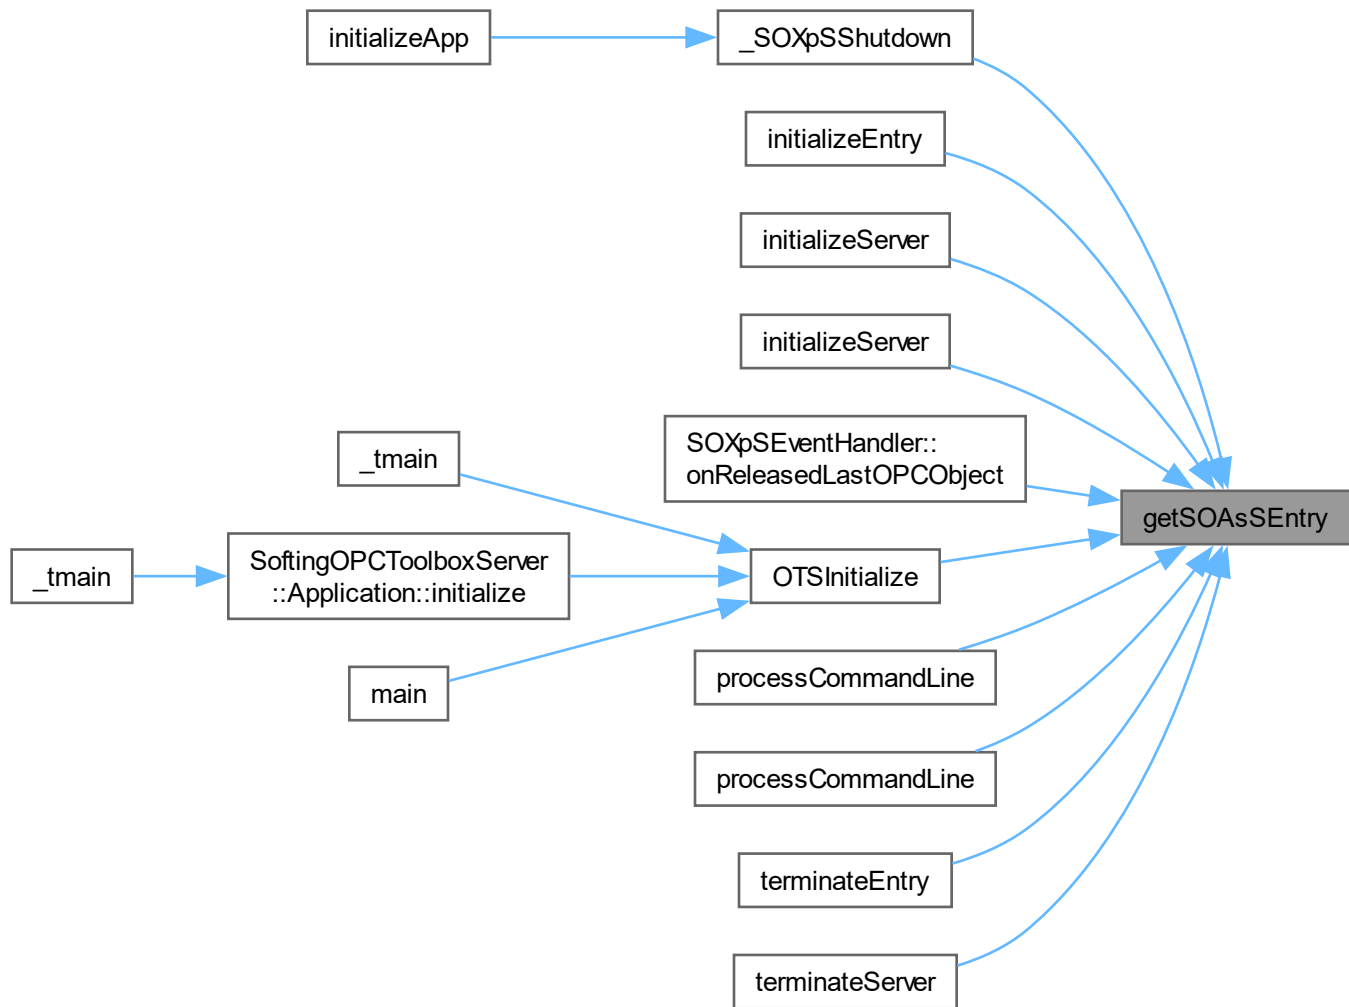 initializeApp
_SOXpSShutdown
initializeEntry
initializeServer
initializeServer
SOXpSEventHandler::
onReleasedLastOPCObject
_tmain
getSOAsSEntry
SoftingOPCToolboxServer
::Application::initialize
_tmain
OTSInitialize
main
processCommandLine
processCommandLine
terminateEntry
terminateServer